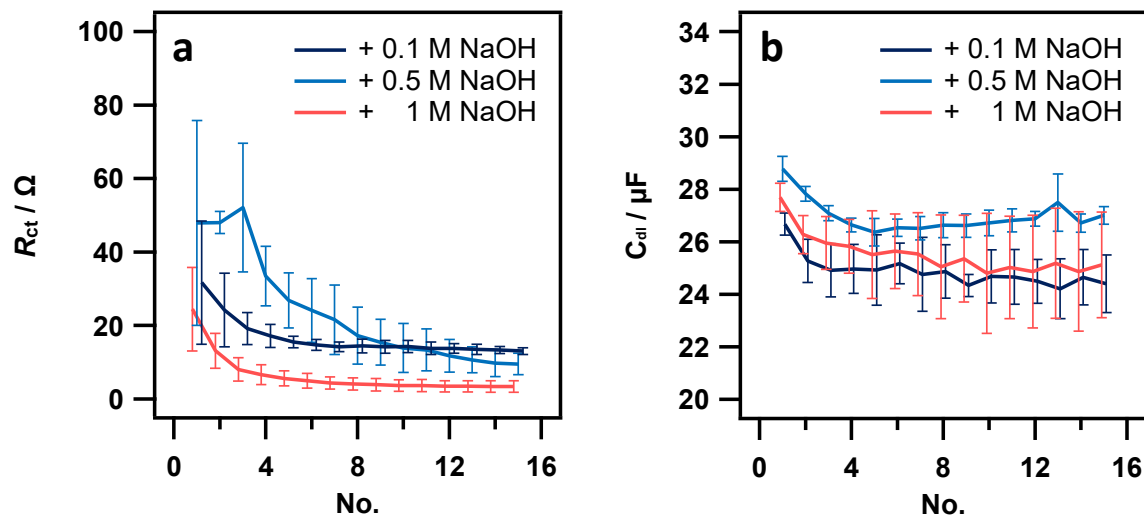 a
+ 0.1 M NaOH
+ 0.5 M NaOH
+ 1 M NaOH
100
80
60
40
20
0
Rct / Ω
0 4 8 12 16
No.
b
+ 0.1 M NaOH
+ 0.5 M NaOH
+ 1 M NaOH
34
32
30
28
26
24
22
20
Cdl / µF
0 4 8 12 16
No.